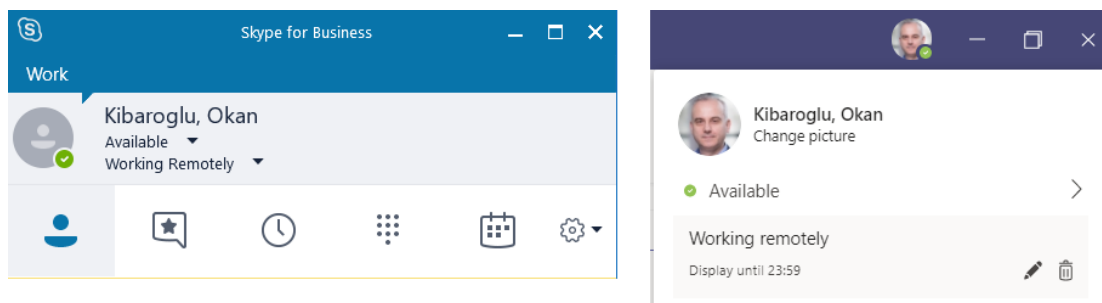 Skype for Business
Work
Kibaroglu, Okan
Available
Working Remotely
Kibaroglu, Okan
Change picture
Available
Working remotely
Display until 23:59